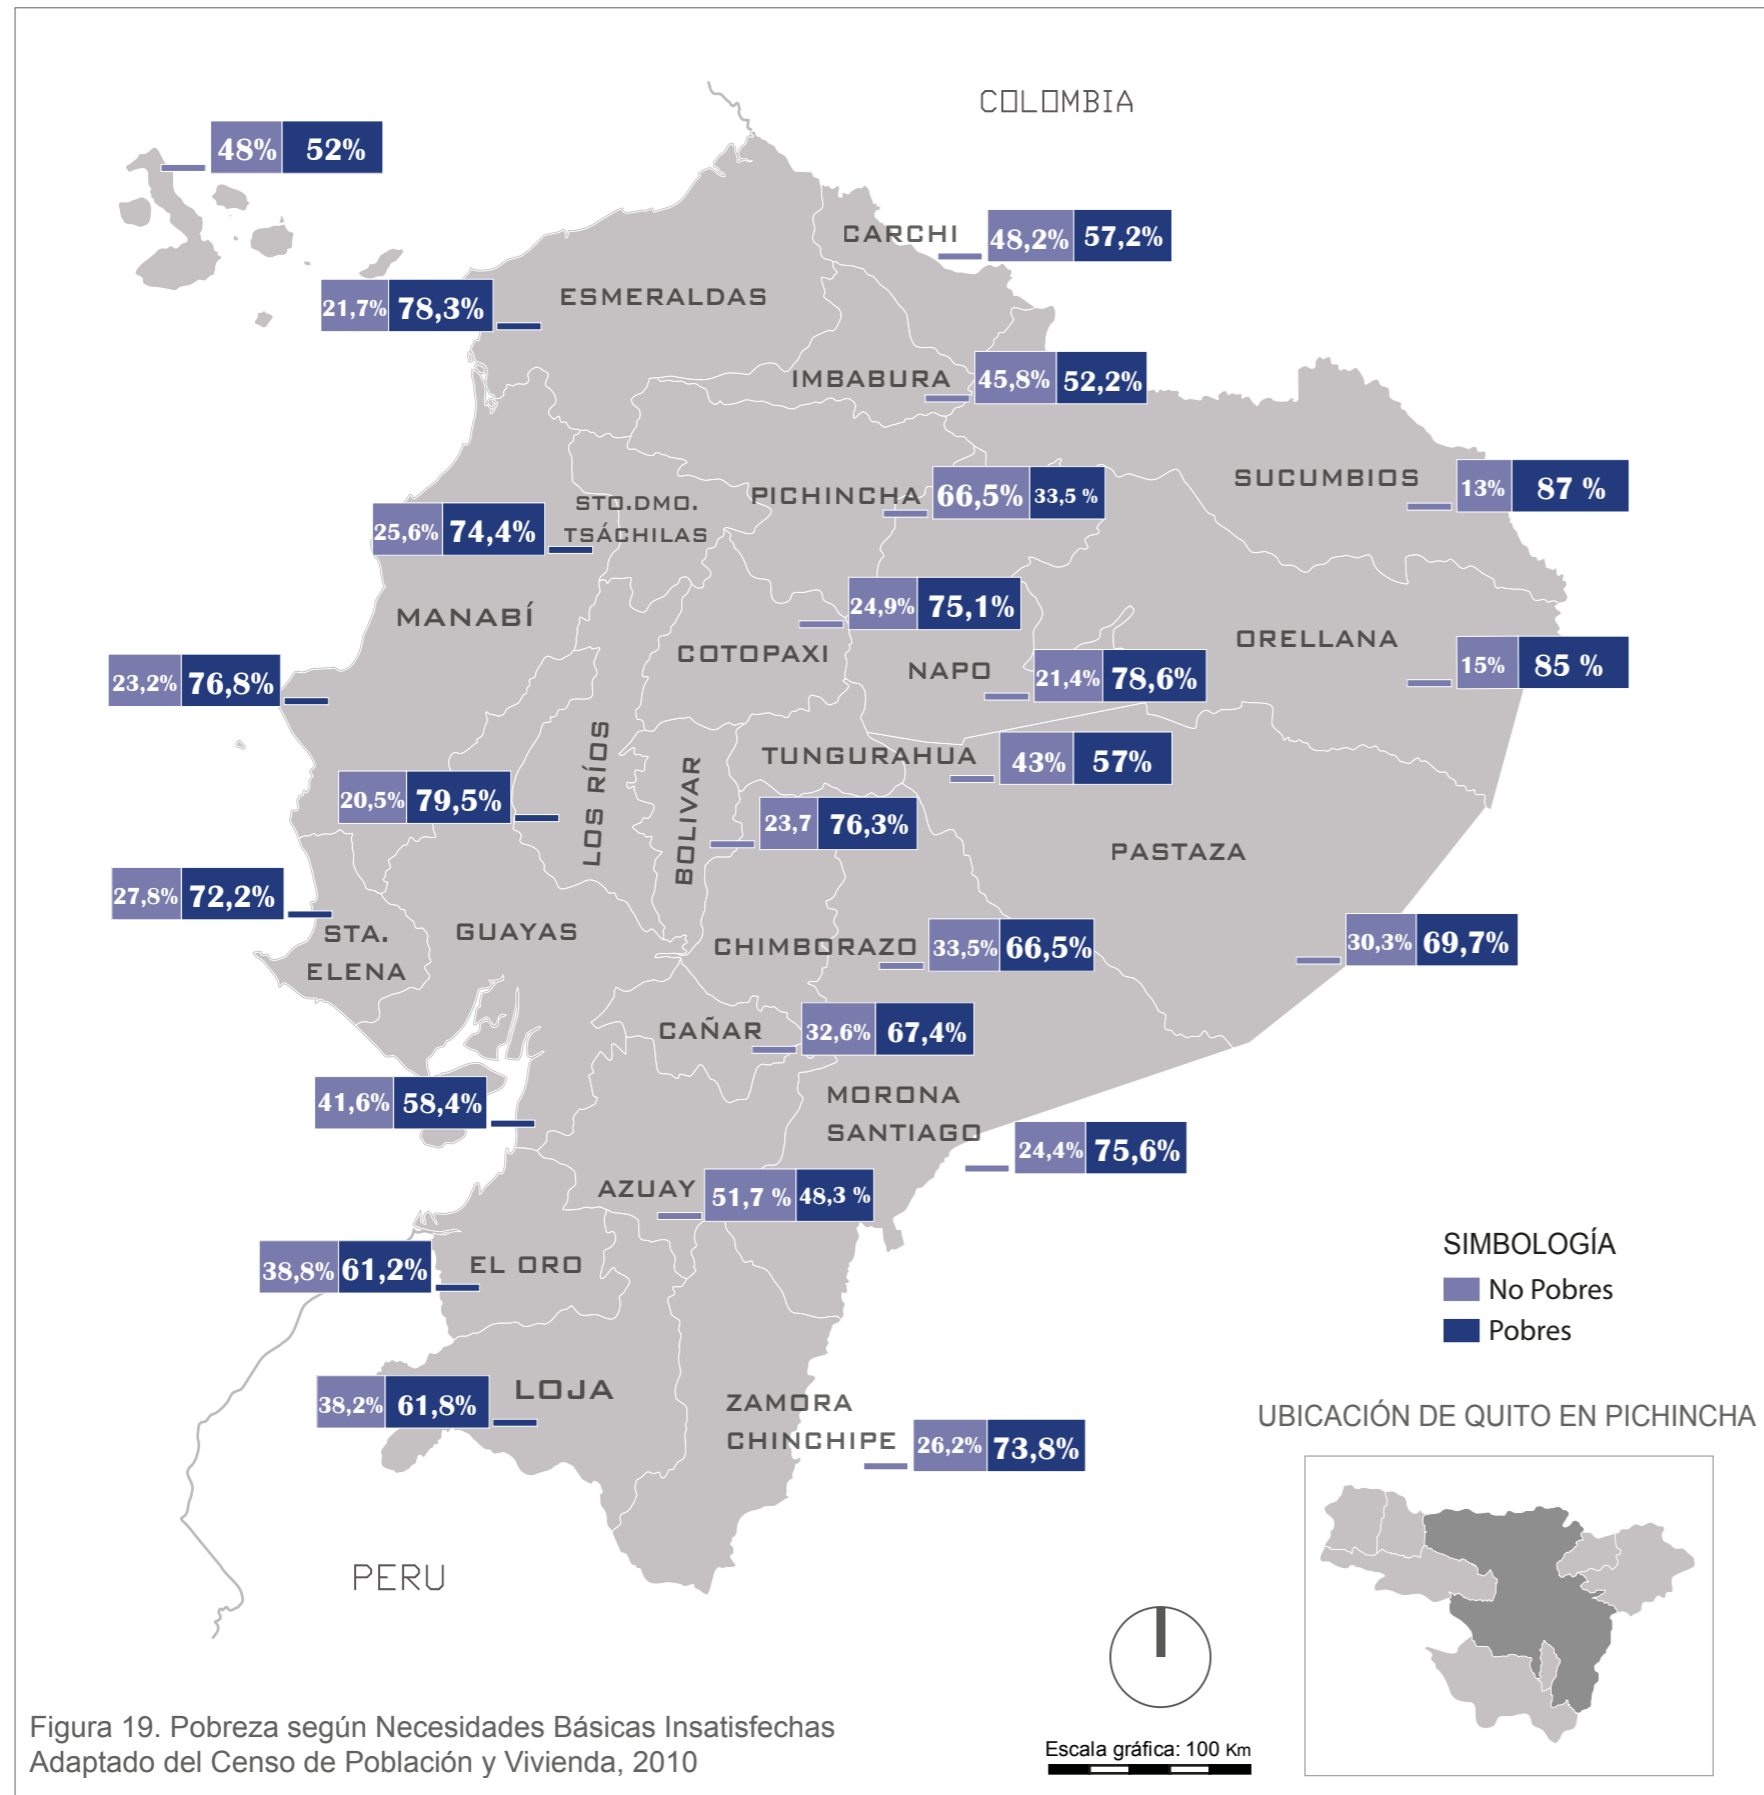 COLOMBIA
48% 52%
CARCHI 48,2% 57,2%
21,7% 78,3% ESMERALDAS
IMBABURA 45,8% 52,2%
SUCUMBIOS 13% 87 %
PICHINCHA 66,5% 33,5 %
25,6% 74,4% STO.DMO.
TSÁCHILAS
24,9% 75,1%
MANABÍ
COTOPAXI
ORELLANA
15% 85 %
NAPO 21,4% 78,6%
23,2% 76,8%
TUNGURAHUA 43% 57%
LOS RÍOS
20,5% 79,5%
BOLIVAR 23,7 76,3%
PASTAZA
27,8% 72,2%
STA.
ELENA
GUAYAS
CHIMBORAZO 33,5% 66,5%
30,3% 69,7%
CAÑAR 32,6% 67,4%
41,6% 58,4%
MORONA
SANTIAGO 24,4% 75,6%
AZUAY 51,7 % 48,3 %
38,8% 61,2% EL ORO
38,2% 61,8% LOJA
ZAMORA
CHINCHIPE 26,2% 73,8%
SIMBOLOGÍA
No Pobres
Pobres
UBICACIÓN DE QUITO EN PICHINCHA
PERU
Figura 19. Pobreza según Necesidades Básicas Insatisfechas
Adaptado del Censo de Población y Vivienda, 2010
Escala gráfica: 100 Km